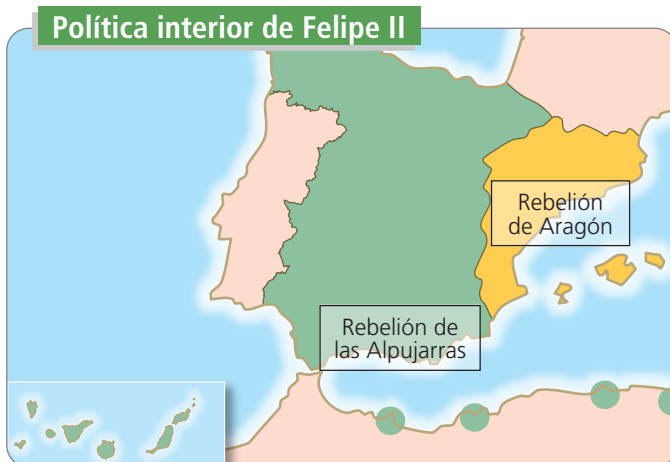 Política interior de Felipe II
Rebelión
de Aragón
Rebelión de
las Alpujarras